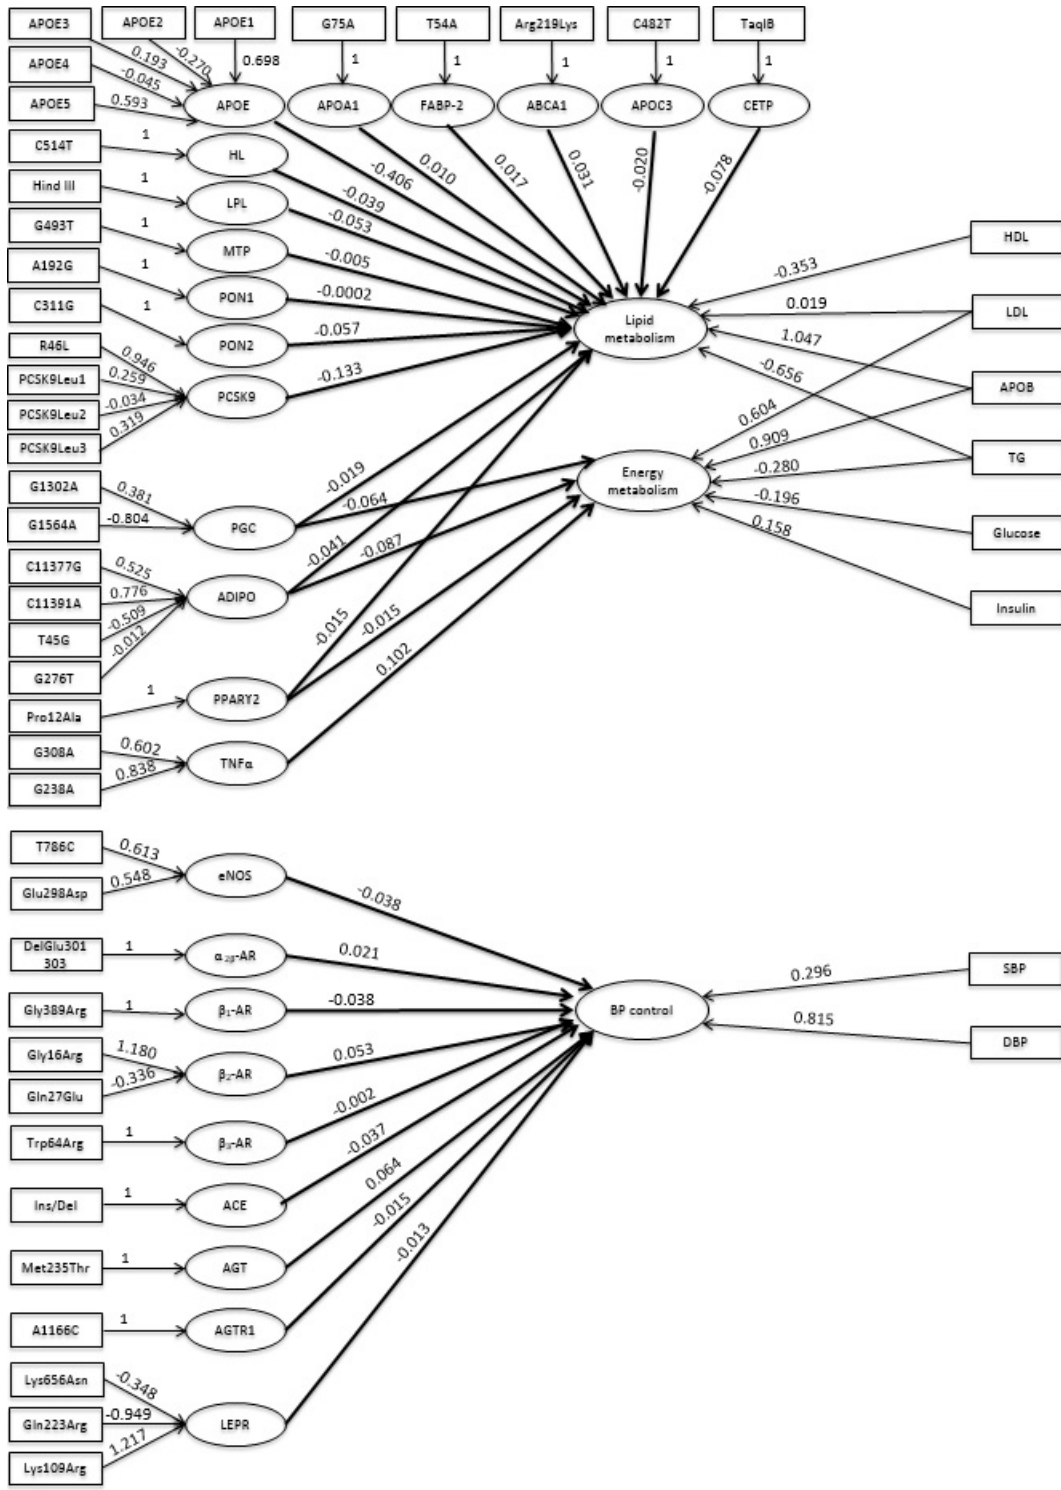 APOE3
APOE2
APOE1
G75A
T54A
Arg219Lys
C482T
TaqIB
0.193
-0.270
0.698
1
1
1
1
1
APOE4
-0.045
APOE5
0.593
APOE
APOA1
FABP-2
ABCA1
APOC3
CETP
C514T
1
HL
-0.406
0.010
0.017
0.031
-0.020
-0.078
Hind III
1
LPL
-0.039
-0.053
G493T
1
MTP
-0.005
HDL
-0.353
A192G
1
PON1
-0.0002
C311G
1
PON2
-0.057
Lipid
metabolism
0.019
LDL
1.047
R46L
0.946
PCSK9Leu1
0.259
PCSK9
-0.133
-0.656
APOB
PCSK9Leu2
-0.034
PCSK9Leu3
0.319
0.604
0.909
TG
-0.280
G1302A
0.381
G1564A
-0.804
PGC
-0.019
-0.064
Energy
metabolism
-0.196
Glucose
0.158
C11377G
0.525
C11391A
0.776
ADIPO
-0.041
-0.087
Insulin
T45G
-0.509
G276T
-0.012
Pro12Ala
1
PPARY2
-0.015
-0.015
G308A
0.602
G238A
0.838
TNFα
0.102
T786C
0.613
Glu298Asp
0.548
eNOS
-0.038
DelGlu301
303
1
α2β-AR
0.021
SBP
0.296
Gly389Arg
1
β1-AR
-0.038
BP control
0.815
DBP
Gly16Arg
1.180
Gln27Glu
-0.336
β2-AR
0.053
Trp64Arg
1
β3-AR
-0.002
Ins/Del
1
ACE
-0.037
Met235Thr
1
AGT
0.064
A1166C
1
AGTR1
-0.015
Lys656Asn
-0.348
Gln223Arg
-0.949
LEPR
-0.013
Lys109Arg
1.217